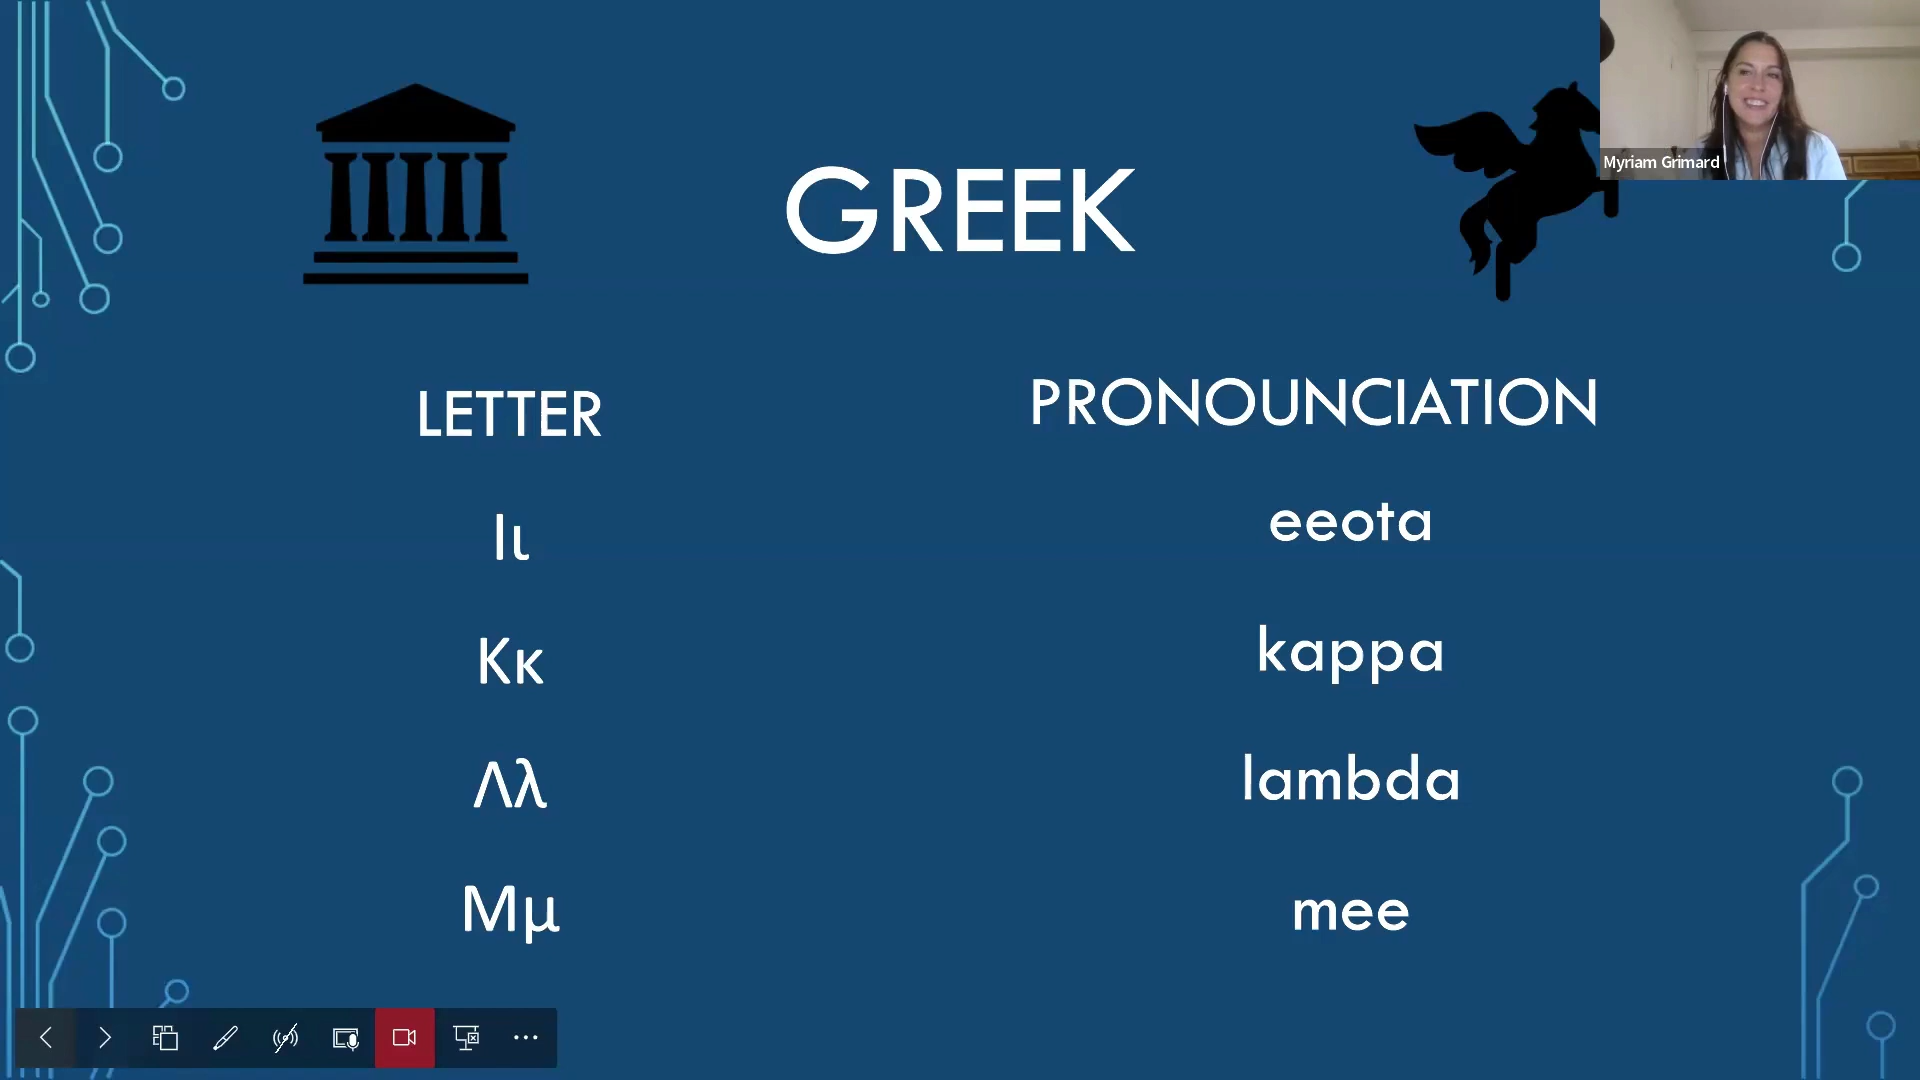 Myriam Grimard
GREEK
LETTER
PRONOUNCIATION
Ιι
eeota
Κκ
kappa
Λλ
lambda
Μμ
mee